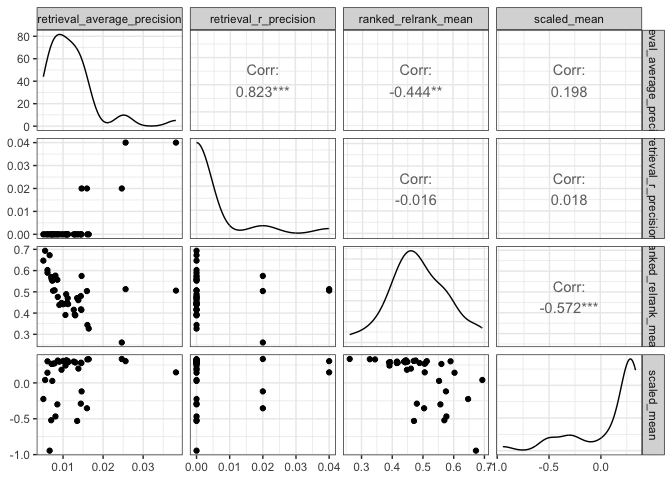 retrieval_average_precision retrieval_r_precision ranked_relrank_mean scaled_mean
80
60
40
20
0
Corr:
0.823***
Corr:
-0.444**
Corr:
0.198
eval_average_preci
0.04
0.03
0.02
0.01
0.00
Corr:
-0.016
Corr:
0.018
retrieval_r_precision
0.7
0.6
0.5
0.4
0.3
Corr:
-0.572***
anked_relrank_mea
0.0
-0.5
-1.0
scaled_mean
0.01 0.02 0.03 0.00 0.01 0.02 0.03 0.04 0.3 0.4 0.5 0.6 0.7 -1.0 -0.5 0.0